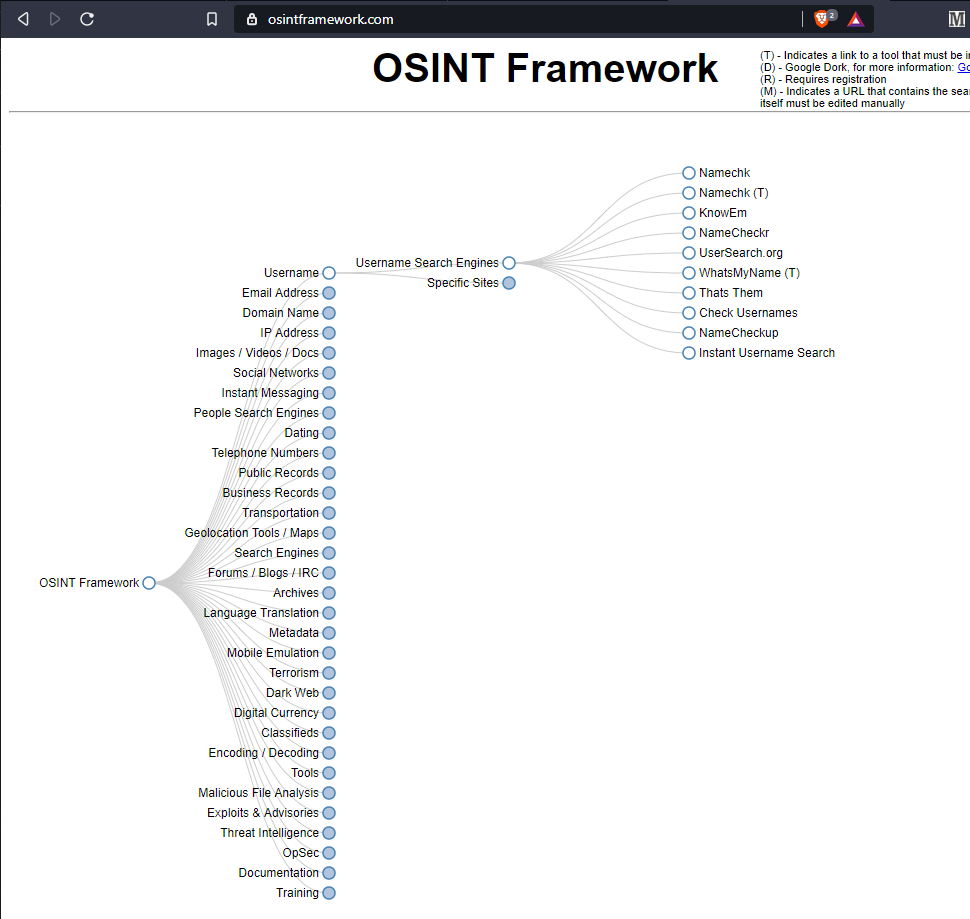 osintframework.com
2
OSINT Framework
(T) - Indicates a link to a tool that must be
(D) - Google Dork, for more information:
(R) - Requires registration
(M) - Indicates a URL that contains the
itself must be edited manually
Namechk
Namechk (T)
KnowEm
NameCheckr
UserSearch.org
WhatsMyName (T)
Thats Them
Check Usernames
NameCheckup
Instant Username Search
Username Search Engines
Specific Sites
Username
Email Address
Domain Name
IP Address
Images / Videos / Docs
Social Networks
Instant Messaging
People Search Engines
Dating
Telephone Numbers
Public Records
Business Records
Transportation
Geolocation Tools / Maps
Search Engines
Forums / Blogs / IRC
Archives
Language Translation
Metadata
Mobile Emulation
Terrorism
Dark Web
Digital Currency
Classifieds
Encoding / Decoding
Tools
Malicious File Analysis
Exploits & Advisories
Threat Intelligence
OpSec
Documentation
Training
OSINT Framework